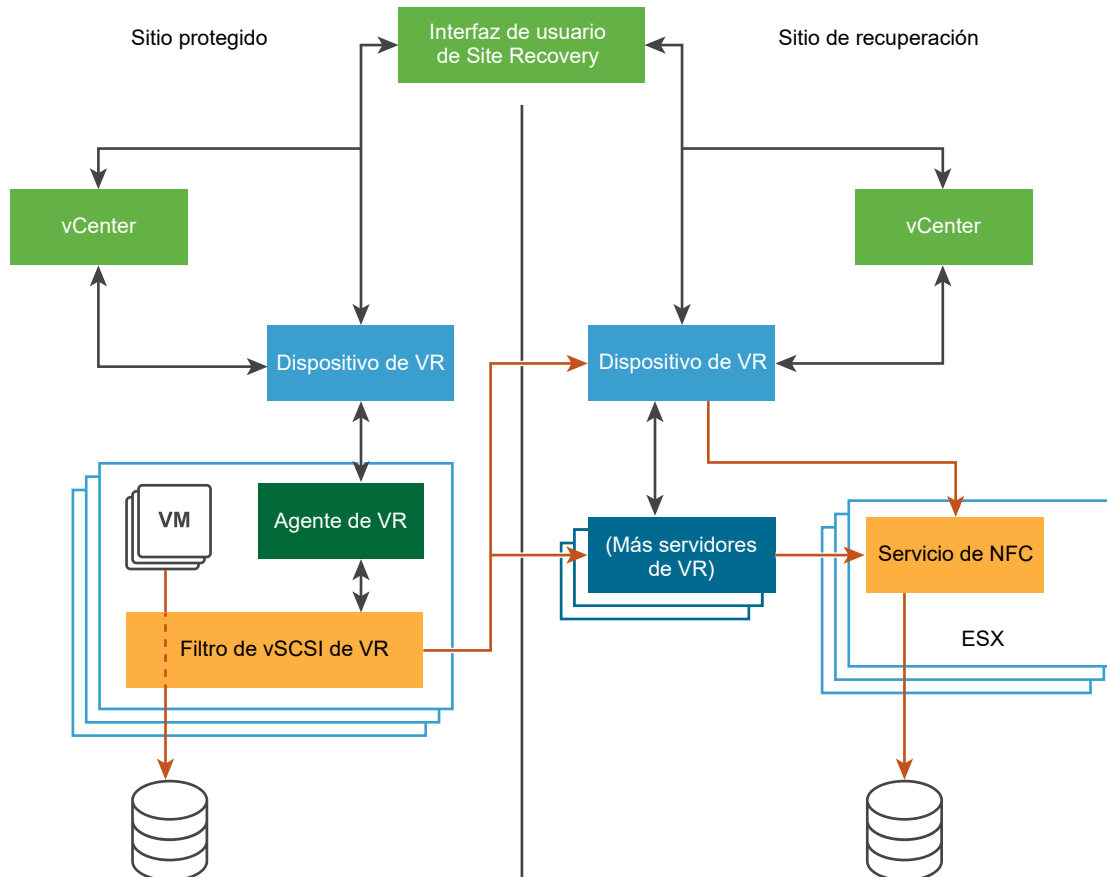 Sitio protegido
Interfaz de usuario
de Site Recovery
Sitio de recuperación
vCenter
vCenter
Dispositivo de VR
Dispositivo de VR
VM
Agente de VR
(Más servidores
de VR)
Servicio de NFC
Filtro de vSCSI de VR
ESX